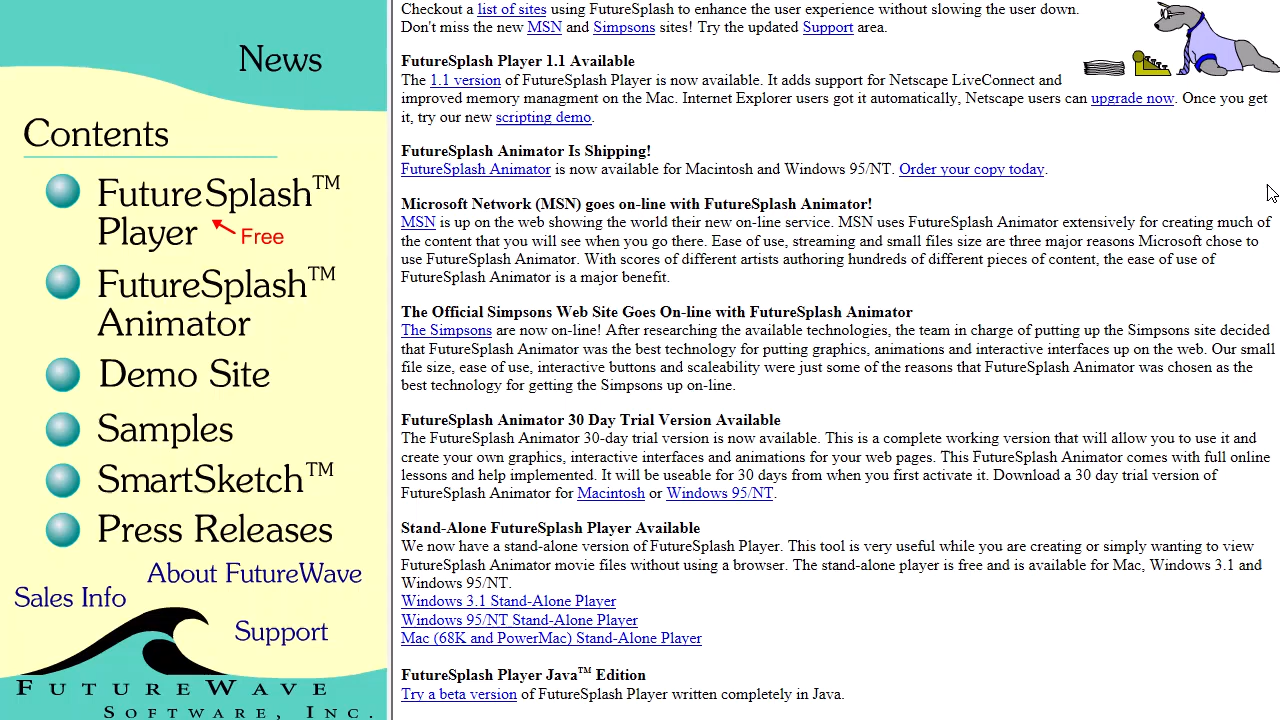 News
Contents
FutureSplash™
Player
Free
FutureSplash™
Animator
Demo Site
Samples
SmartSketch™
Press Releases
About FutureWave
Sales Info
Support
FUTUREWAVE
SOFTWARE, INC.
Checkout a list of sites using FutureSplash to enhance the user experience without slowing the user down.
Don't miss the new MSN and Simpsons sites! Try the updated Support area.
FutureSplash Player 1.1 Available
The 1.1 version of FutureSplash Player is now available. It adds support for Netscape LiveConnect and
improved memory managment on the Mac. Internet Explorer users got it automatically, Netscape users can upgrade now. Once you get
it, try our new scripting demo.
FutureSplash Animator Is Shipping!
FutureSplash Animator is now available for Macintosh and Windows 95/NT. Order your copy today.
Microsoft Network (MSN) goes on-line with FutureSplash Animator!
MSN is up on the web showing the world their new on-line service. MSN uses FutureSplash Animator extensively for creating much of
the content that you will see when you go there. Ease of use, streaming and small files size are three major reasons Microsoft chose to
use FutureSplash Animator. With scores of different artists authoring hundreds of different pieces of content, the ease of use of
FutureSplash Animator is a major benefit.
The Official Simpsons Web Site Goes On-line with FutureSplash Animator
The Simpsons are now on-line! After researching the available technologies, the team in charge of putting up the Simpsons site decided
that FutureSplash Animator was the best technology for putting graphics, animations and interactive interfaces up on the web. Our small
file size, ease of use, interactive buttons and scaleability were just some of the reasons that FutureSplash Animator was chosen as the
best technology for getting the Simpsons up on-line.
FutureSplash Animator 30 Day Trial Version Available
The FutureSplash Animator 30-day trial version is now available. This is a complete working version that will allow you to use it and
create your own graphics, interactive interfaces and animations for your web pages. This FutureSplash Animator comes with full online
lessons and help implemented. It will be useable for 30 days from when you first activate it. Download a 30 day trial version of
FutureSplash Animator for Macintosh or Windows 95/NT.
Stand-Alone FutureSplash Player Available
We now have a stand-alone version of FutureSplash Player. This tool is very useful while you are creating or simply wanting to view
FutureSplash Animator movie files without using a browser. The stand-alone player is free and is available for Mac, Windows 3.1 and
Windows 95/NT.
Windows 3.1 Stand-Alone Player
Windows 95/NT Stand-Alone Player
Mac (68K and PowerMac) Stand-Alone Player
FutureSplash Player Java™ Edition
Try a beta version of FutureSplash Player written completely in Java.